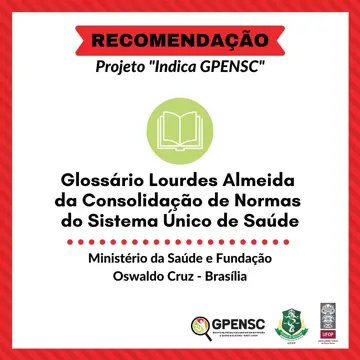 RECOMENDAÇÃO
Projeto "Indica GPENSC"
Glossário Lourdes Almeida
da Consolidação de Normas
do Sistema Único de Saúde
Ministério da Saúde e Fundação
Oswaldo Cruz - Brasília
GPENSC
UFOP